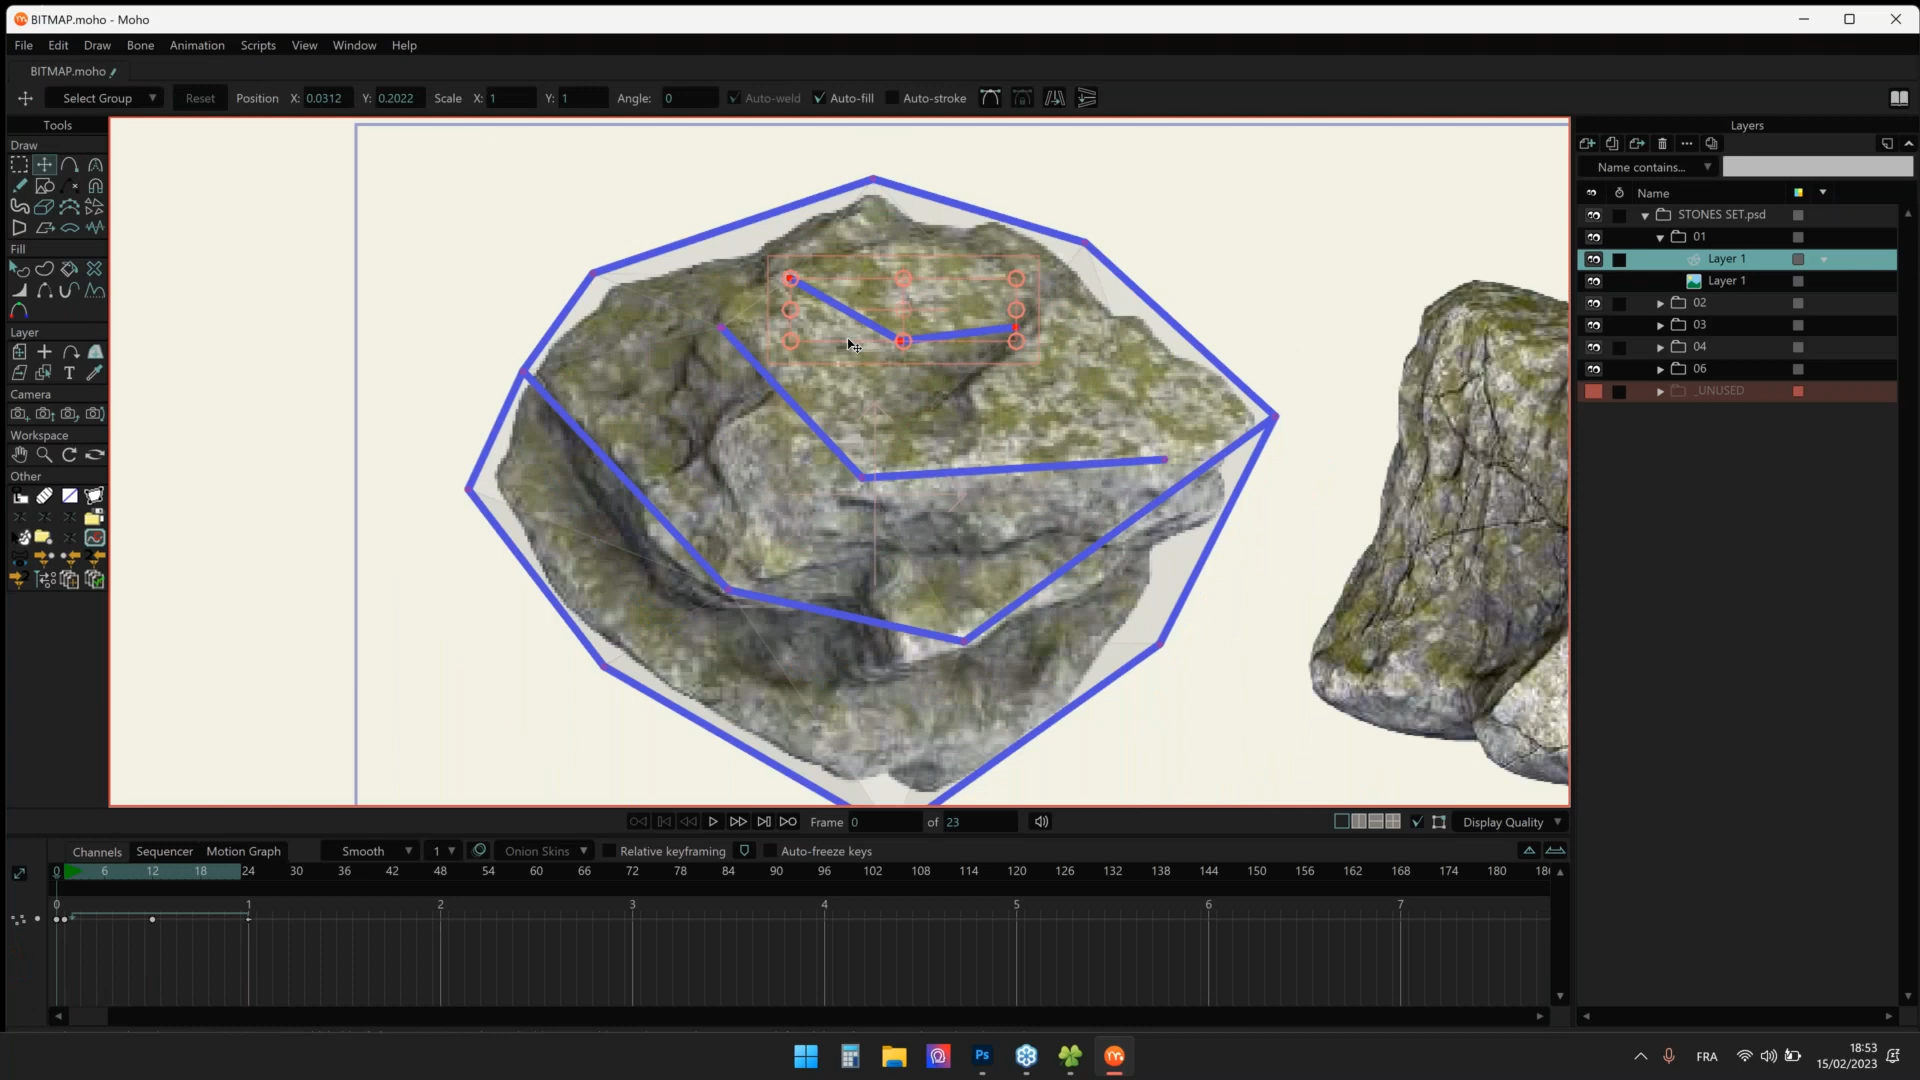 BITMAP.moho - Moho
File Edit Draw Bone Animation Scripts View Window Help
BITMAP.moho
Select Group Reset Position X: 0.0312 Y: 0.2022 Scale X: 1 Y: 1 Angle: 0 Auto-weld Auto-fill Auto-stroke
Tools
Draw
Fill
Layer
T
Camera
Workspace
Other
Layers
Name contains...
Name
STONES SET.psd
01
Layer 1
Layer 1
02
03
04
06
_UNUSED
Frame 0 of 23 Display Quality
Channels Sequencer Motion Graph Smooth 1 Onion Skins Relative keyframing Auto-freeze keys
0 6 12 18 24 30 36 42 48 54 60 66 72 78 84 90 96 102 108 114 120 126 132 138 144 150 156 162 168 174 180
0 1 2 3 4 5 6 7
Ps
FRA
18:53
15/02/2023